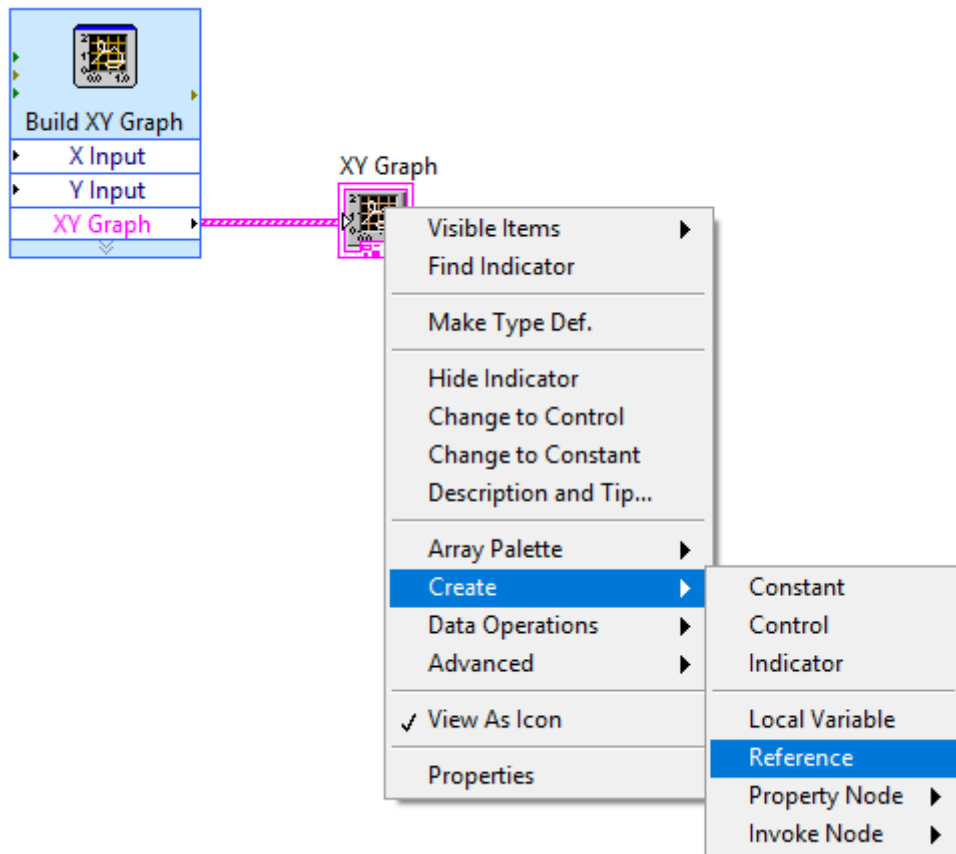 Build XY Graph
X Input
Y Input
XY Graph
XY Graph
Visible Items
Find Indicator
Make Type Def.
Hide Indicator
Change to Control
Change to Constant
Description and Tip...
Array Palette
Create
Data Operations
Advanced
View As Icon
Properties
Constant
Control
Indicator
Local Variable
Reference
Property Node
Invoke Node